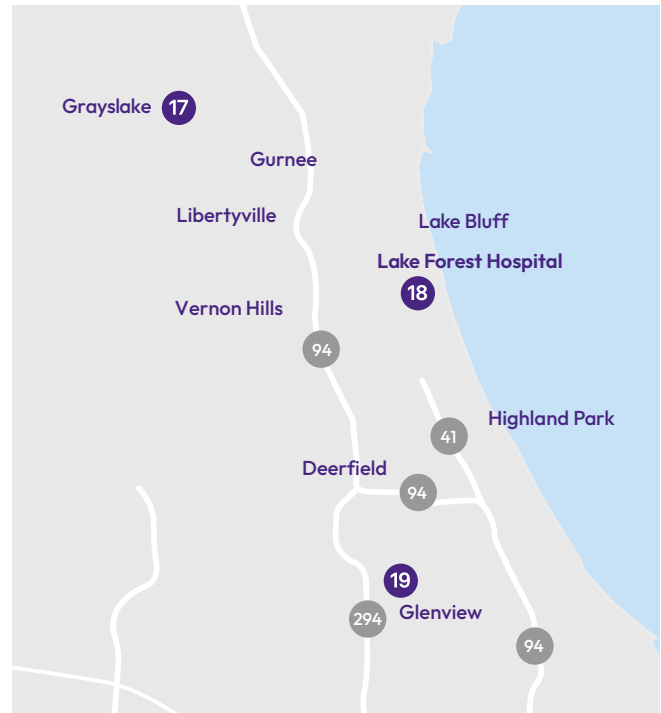 Grayslake 17
Gurnee
Libertyville
Lake Bluff
Lake Forest Hospital
18
Vernon Hills
94
Highland Park
41
Deerfield
94
19
Glenview
294
94